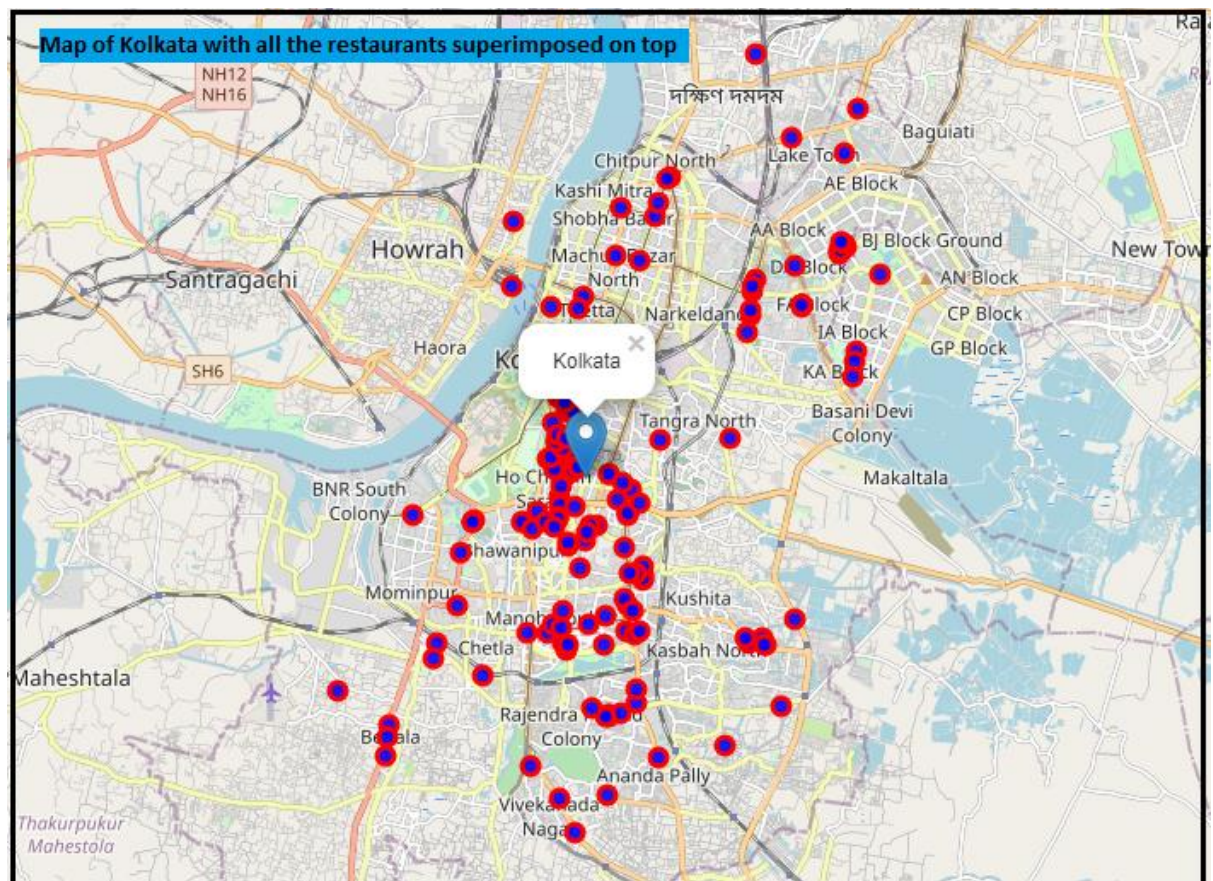 Map of Kolkata with all the restaurants superimposed on top
NH12
NH16
দক্ষিণ দমদম
Baguiati
Lake Town
Chitpur North
Kashi Mitra
AE Block
Shobha
AA Block
BJ Block Ground
Howrah
New Town
Santragachi
North
Block
AN Block
Narkeldanga
Block
CP Block
Haora
IA Block
GP Block
SH6
Kolkata
KA Block
Tangra North
Basani Devi
Colony
Makaltala
BNR South
Colony
Ho Chi
Bhawanipur
Mominpur
Kushita
Chetla
Kasbah North
Maheshtala
Rajendra
Colony
Ananda Pally
Thakurpukur
Mahestola